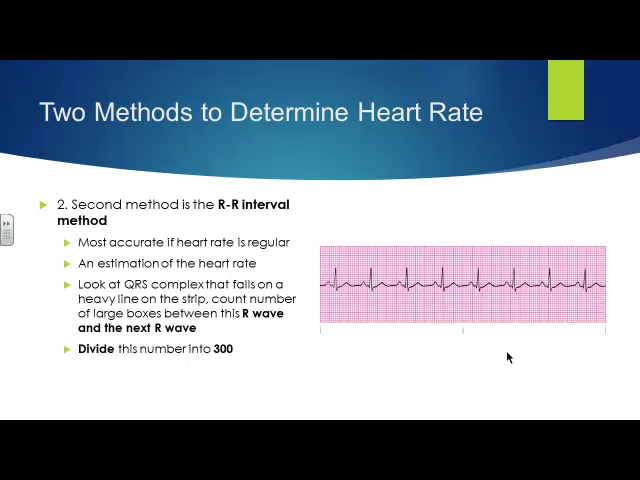 Two Methods to Determine Heart Rate
2. Second method is the R-R interval
method
Most accurate if heart rate is regular
An estimation of the heart rate
Look at QRS complex that falls on a
heavy line on the strip, count number
of large boxes between this R wave
and the next R wave
Divide this number into 300